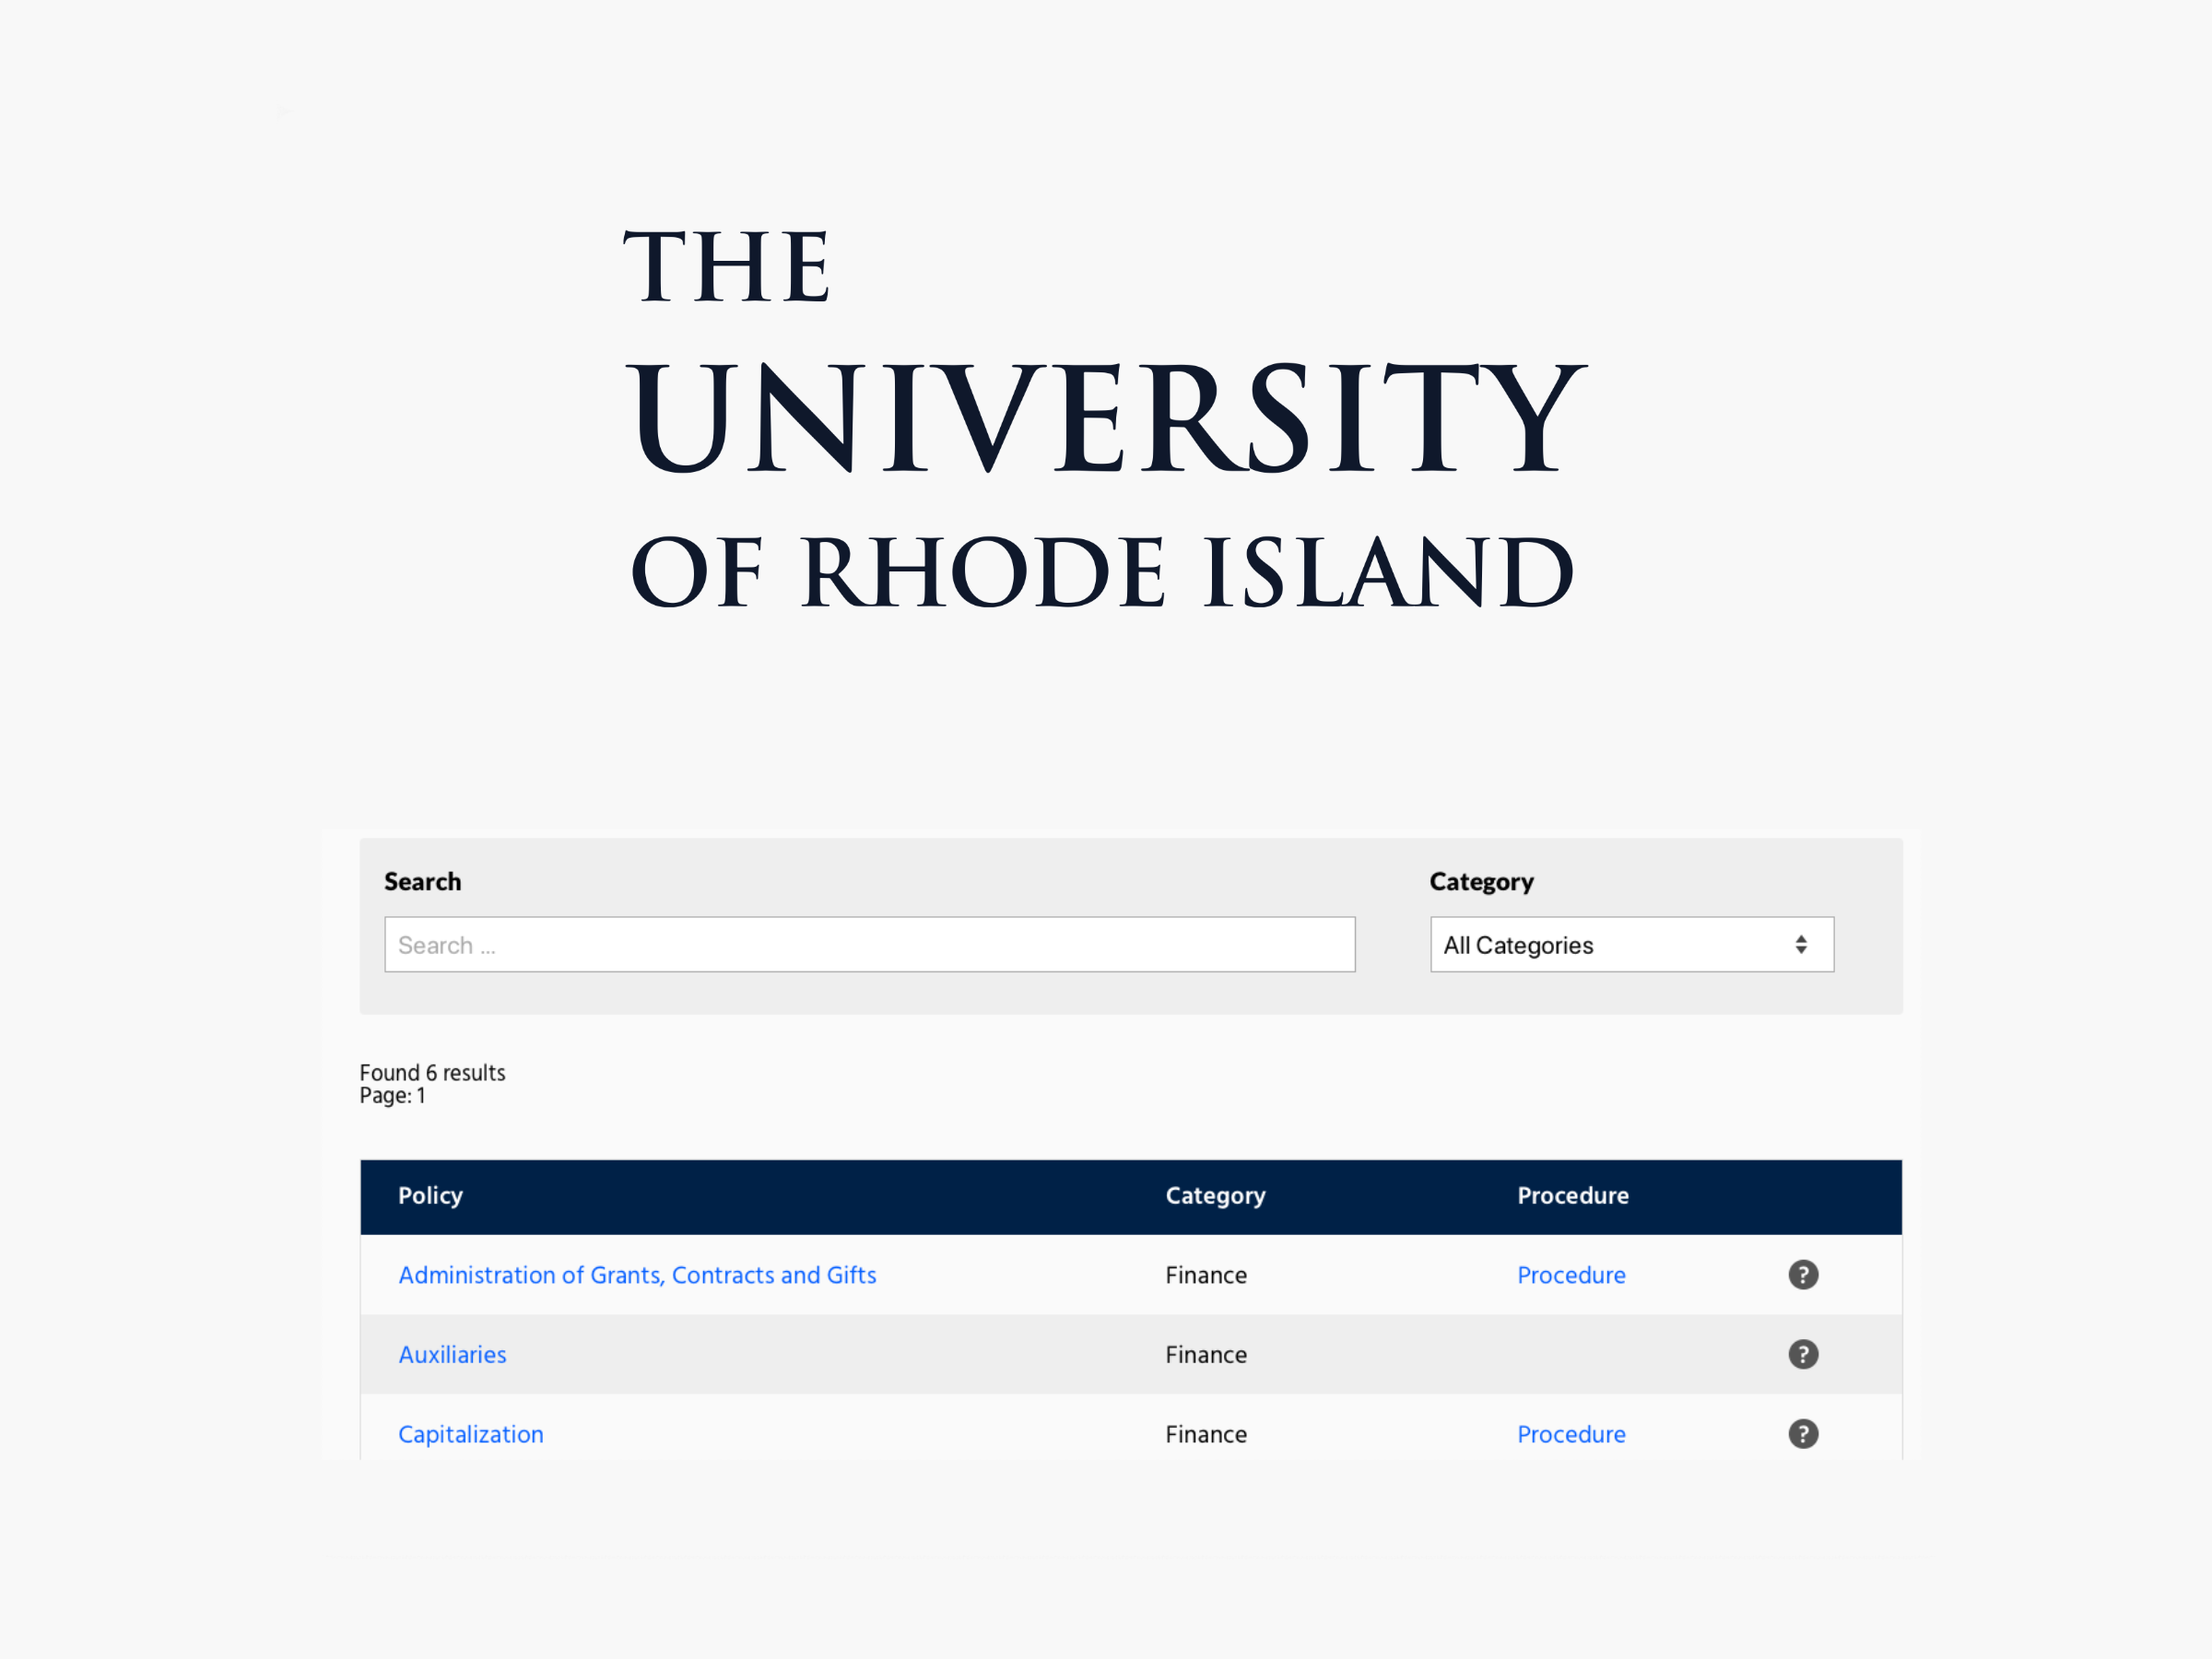 THE
UNIVERSITY
OF RHODE ISLAND
Search Category
Search ... All Categories
Found 6 results
Page: 1
Policy Category Procedure
Administration of Grants, Contracts and Gifts Finance Procedure ?
Auxiliaries Finance ?
Capitalization Finance Procedure ?